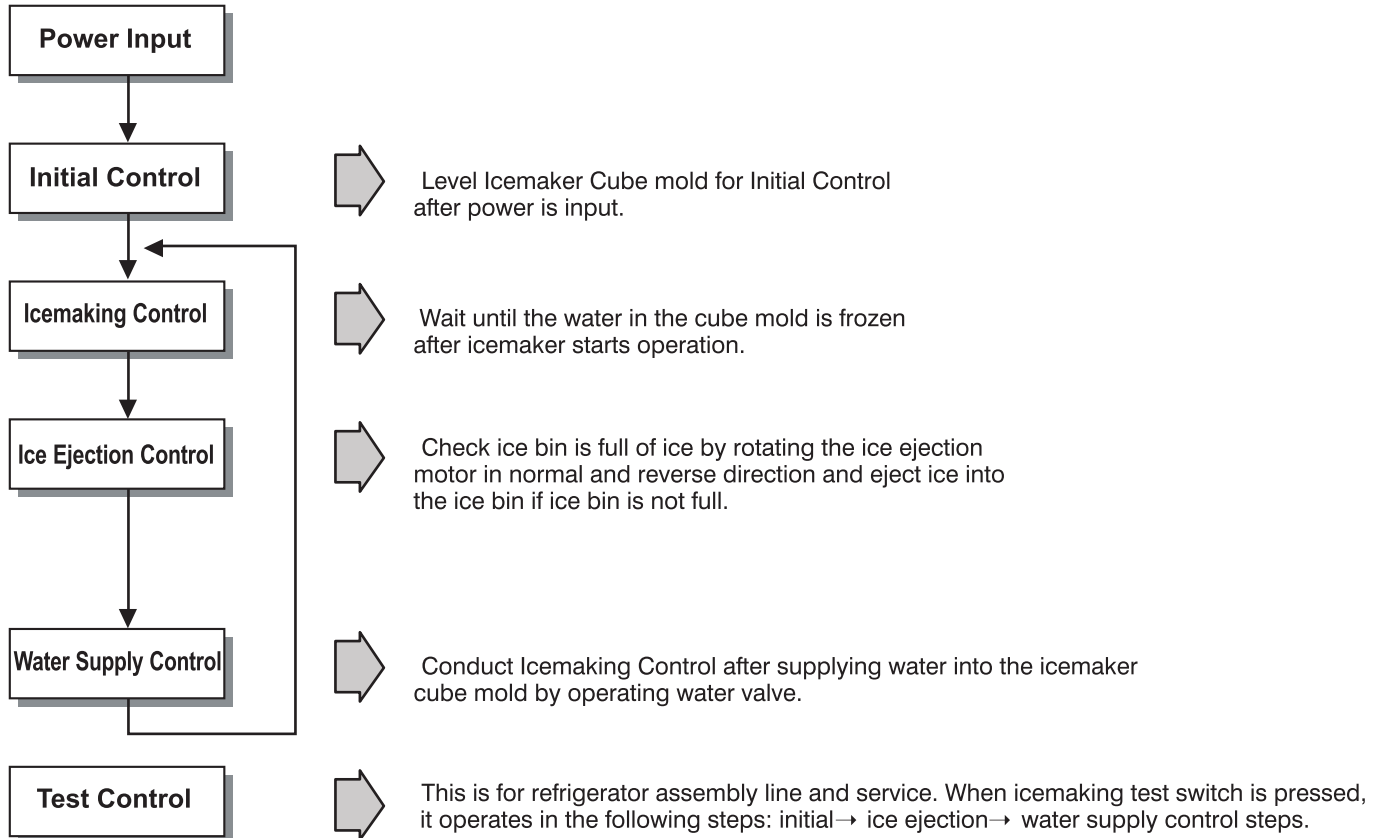 Power Input
Initial Control
Level Icemaker Cube mold for Initial Control
after power is input.
Icemaking Control
Wait until the water in the cube mold is frozen
after icemaker starts operation.
Ice Ejection Control
Check ice bin is full of ice by rotating the ice ejection
motor in normal and reverse direction and eject ice into
the ice bin if ice bin is not full.
Water Supply Control
Conduct Icemaking Control after supplying water into the icemaker
cube mold by operating water valve.
Test Control
This is for refrigerator assembly line and service. When icemaking test switch is pressed,
it operates in the following steps: initial→ ice ejection→ water supply control steps.